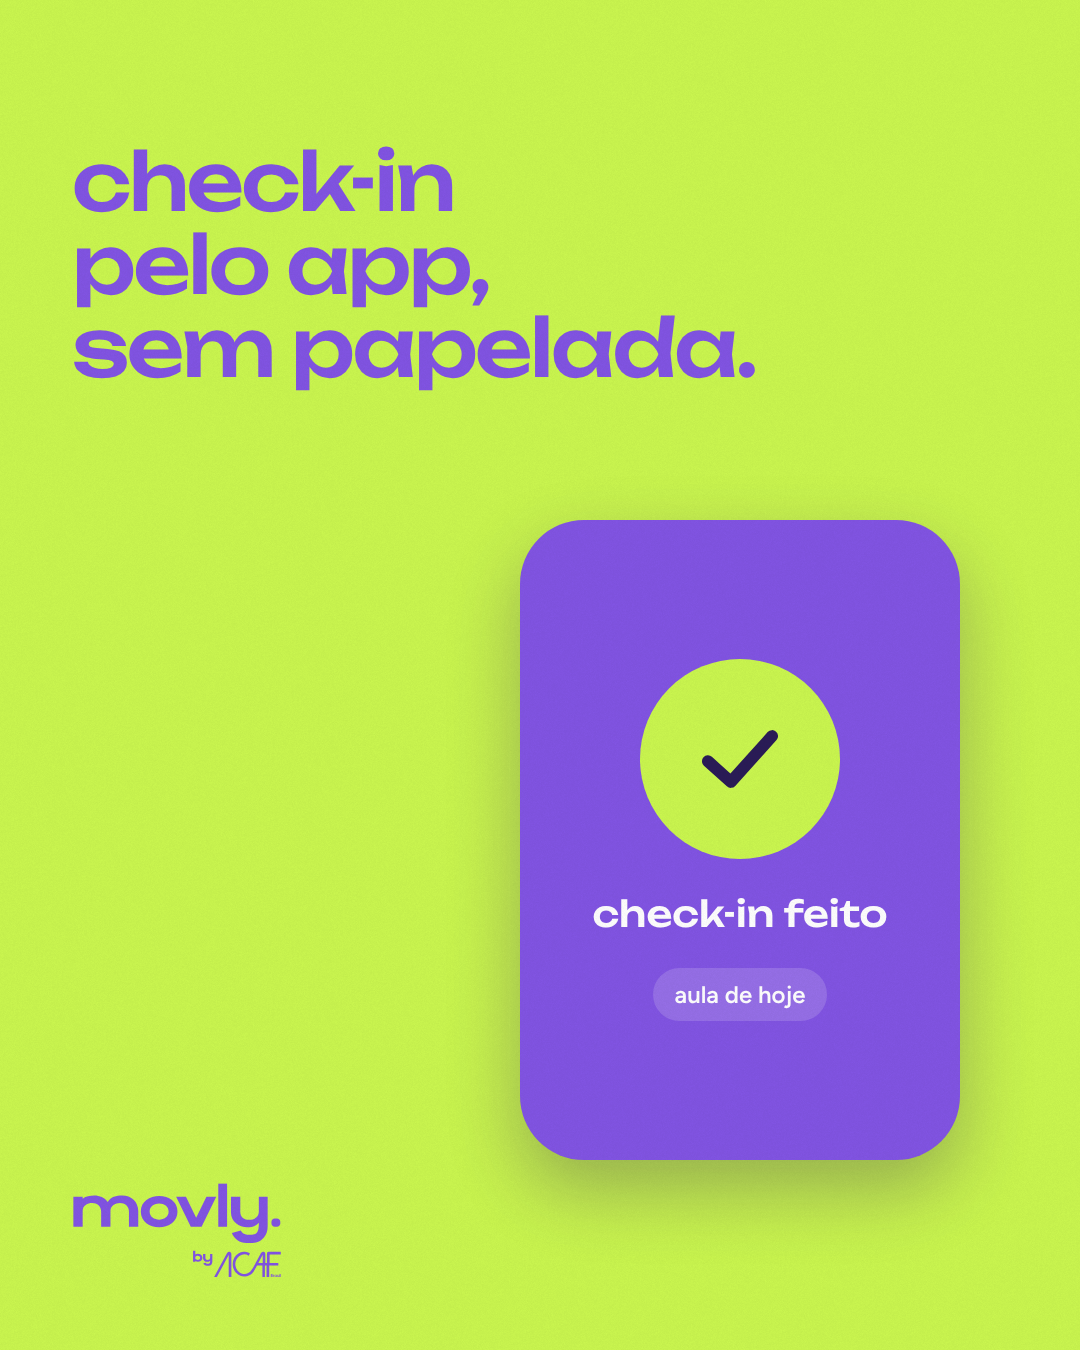 check-in
pelo app,
sem papelada.
check-in feito
aula de hoje
movly.
by ACAE